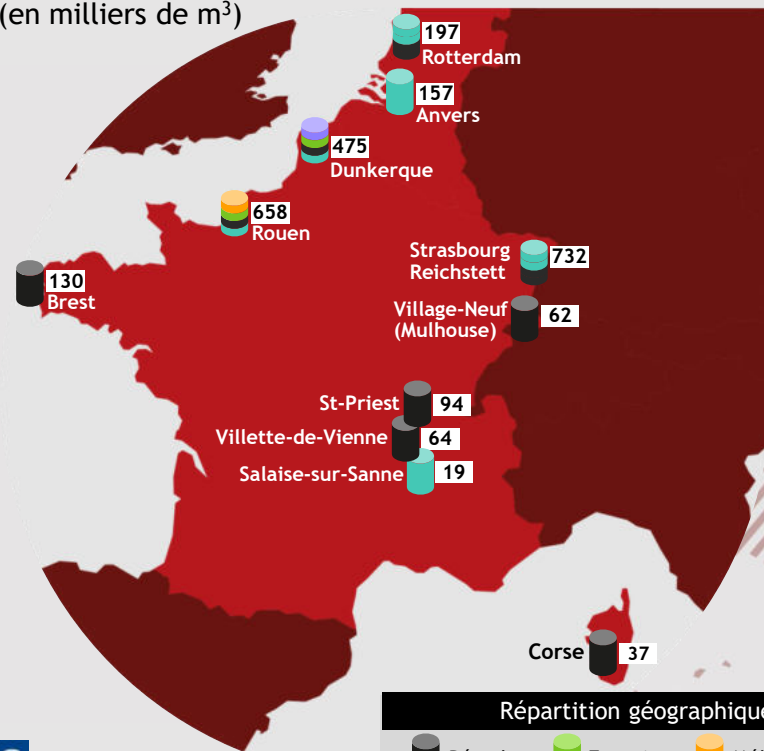 (en milliers de m³)
197
Rotterdam
157
Anvers
475
Dunkerque
658
Rouen
Strasbourg
Reichstett
732
130
Brest
Village-Neuf
(Mulhouse)
62
St-Priest
94
Villette-de-Vienne
64
Salaise-sur-Sanne
19
Corse
37
Répartition géographique